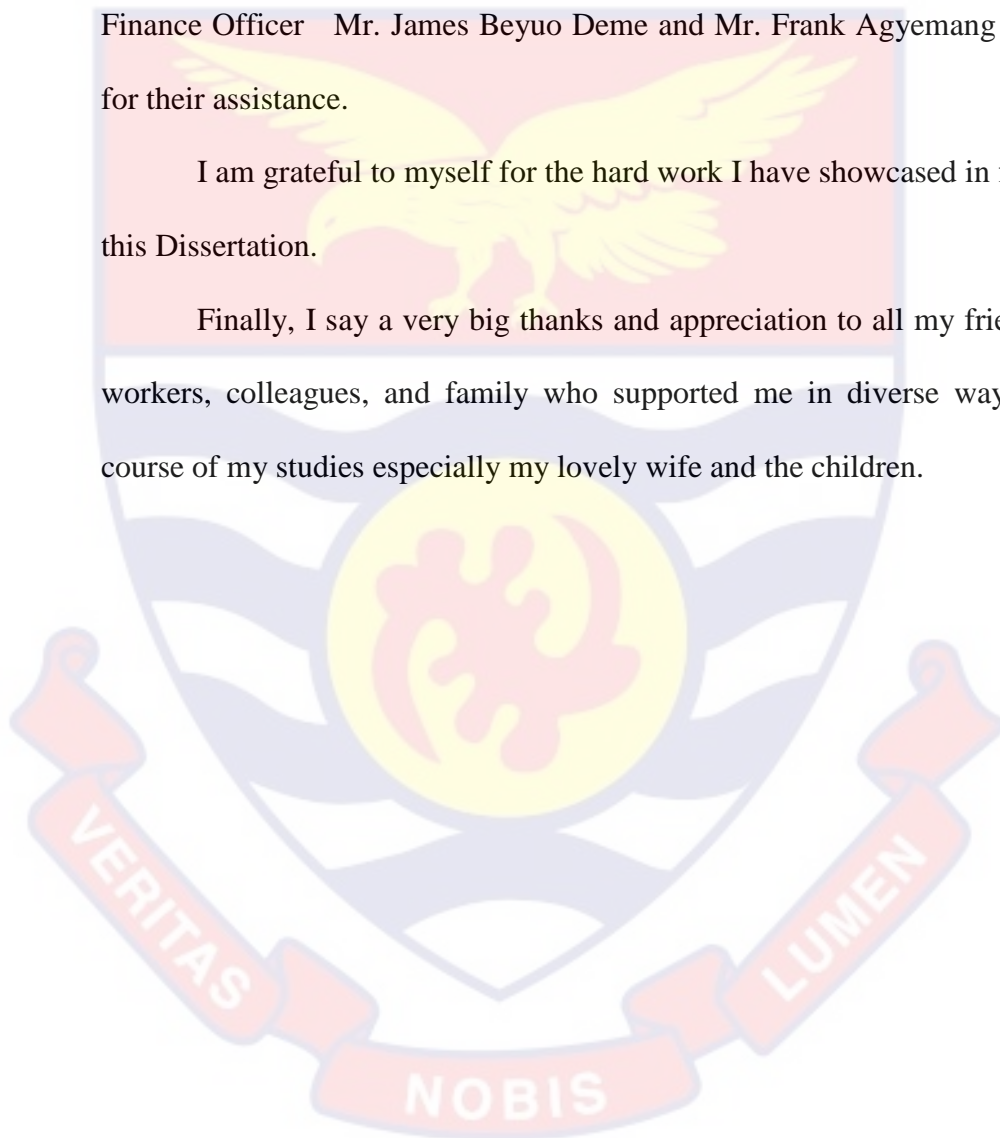 Finance Officer Mr. James Beyuo Deme and Mr. Frank Agyemang
for their assistance.
I am grateful to myself for the hard work I have showcased in
this Dissertation.
Finally, I say a very big thanks and appreciation to all my
workers, colleagues, and family who supported me in diverse
course of my studies especially my lovely wife and the children.
VERITAS
NOBIS
LUMEN